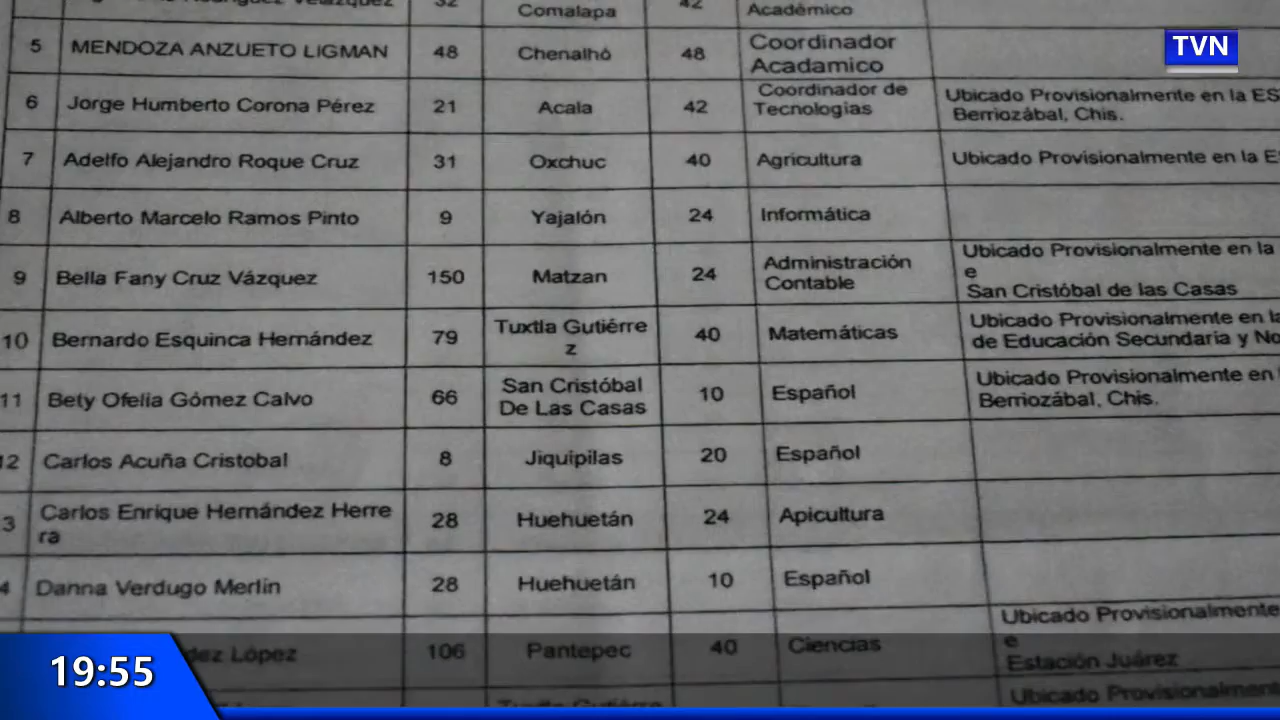 32 Comalapa 42 Académico
5 MENDOZA ANZUETO LIGMAN 48 Chenalhó 48 Coordinador
Acadamico
TVN
6 Jorge Humberto Corona Pérez 21 Acala 42 Coordinador de
Tecnologías
Ubicado Provisionalmente en la ES
Berriozábal, Chis.
7 Adelfo Alejandro Roque Cruz 31 Oxchuc 40 Agricultura Ubicado Provisionalmente en la E
8 Alberto Marcelo Ramos Pinto 9 Yajalón 24 Informática
9 Bella Fany Cruz Vázquez 150 Matzan 24 Administración
Contable
Ubicado Provisionalmente en la
e
San Cristóbal de las Casas
10 Bernardo Esquinca Hernández 79 Tuxtla Gutiérre
z
40 Matemáticas
Ubicado Provisionalmente en la
de Educación Secundaria y No
11 Bety Ofelia Gómez Calvo 66 San Cristóbal
De Las Casas
10 Español
Ubicado Provisionalmente en
Berriozábal, Chis.
12 Carlos Acuña Cristobal 8 Jiquipilas 20 Español
3 Carlos Enrique Hernández Herre
ra
28 Huehuetán 24 Apicultura
4 Danna Verdugo Merlín 28 Huehuetán 10 Español
López 106 Pantepec 40 Ciencias
Ubicado Provisionalmente
e
Estación Juárez
Ubicado Provisionalment
19:55